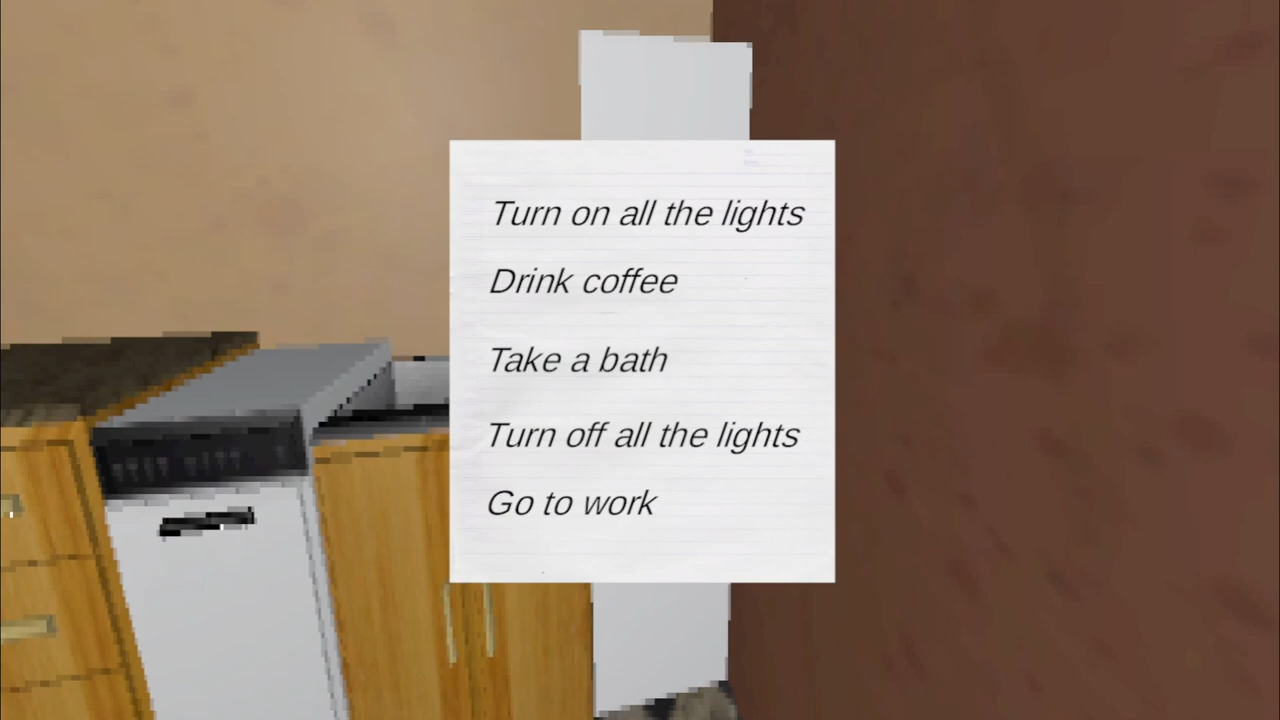 Turn on all the lights
Drink coffee
Take a bath
Turn off all the lights
Go to work